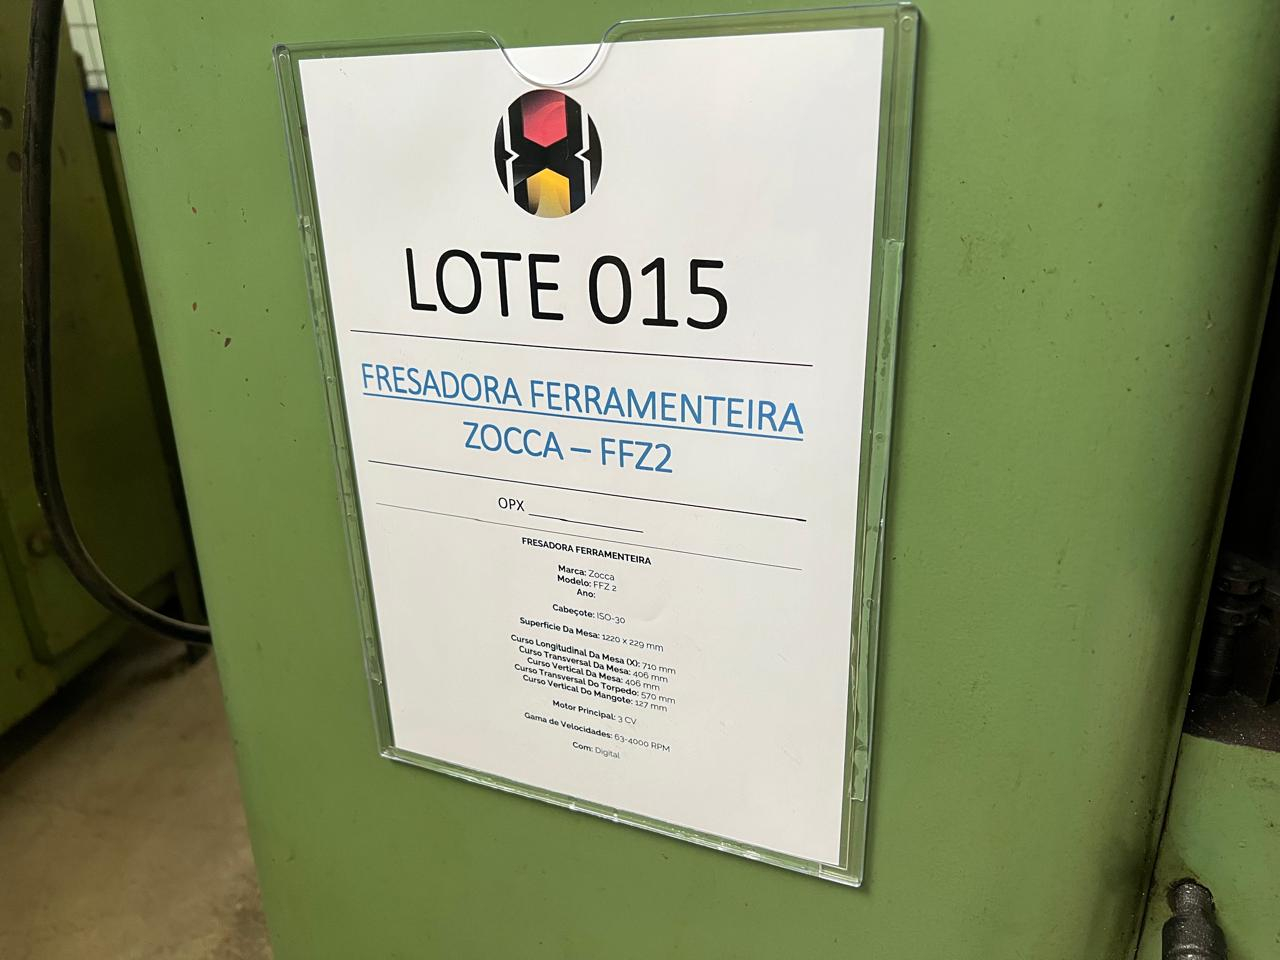 LOTE 015
FRESADORA FERRAMENTEIRA
ZOCCA – FFZ2
OPX ____________
FRESADORA FERRAMENTEIRA
Marca: Zocca
Modelo: FFZ 2
Ano:
Cabeçote: ISO-30
Superfície Da Mesa: 1220 x 229 mm
Curso Longitudinal Da Mesa (X): 710 mm
Curso Transversal Da Mesa: 406 mm
Curso Vertical Da Mesa: 406 mm
Curso Transversal Do Torpedo: 570 mm
Curso Vertical Do Mangote: 127 mm
Motor Principal: 3 CV
Gama de Velocidades: 63-4000 RPM
Com: Digital